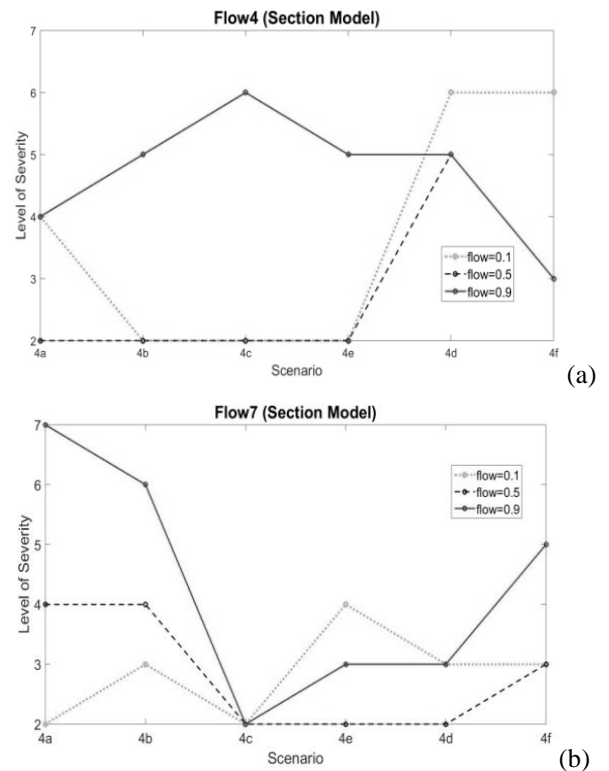 Flow4 (Section Model)
7
6
5
4
3
2
Level of Severity
flow=0.1
flow=0.5
flow=0.9
4a 4b 4c 4e 4d 4f
Scenario
(a)
Flow7 (Section Model)
7
6
5
4
3
2
Level of Severity
flow=0.1
flow=0.5
flow=0.9
4a 4b 4c 4e 4d 4f
Scenario
(b)